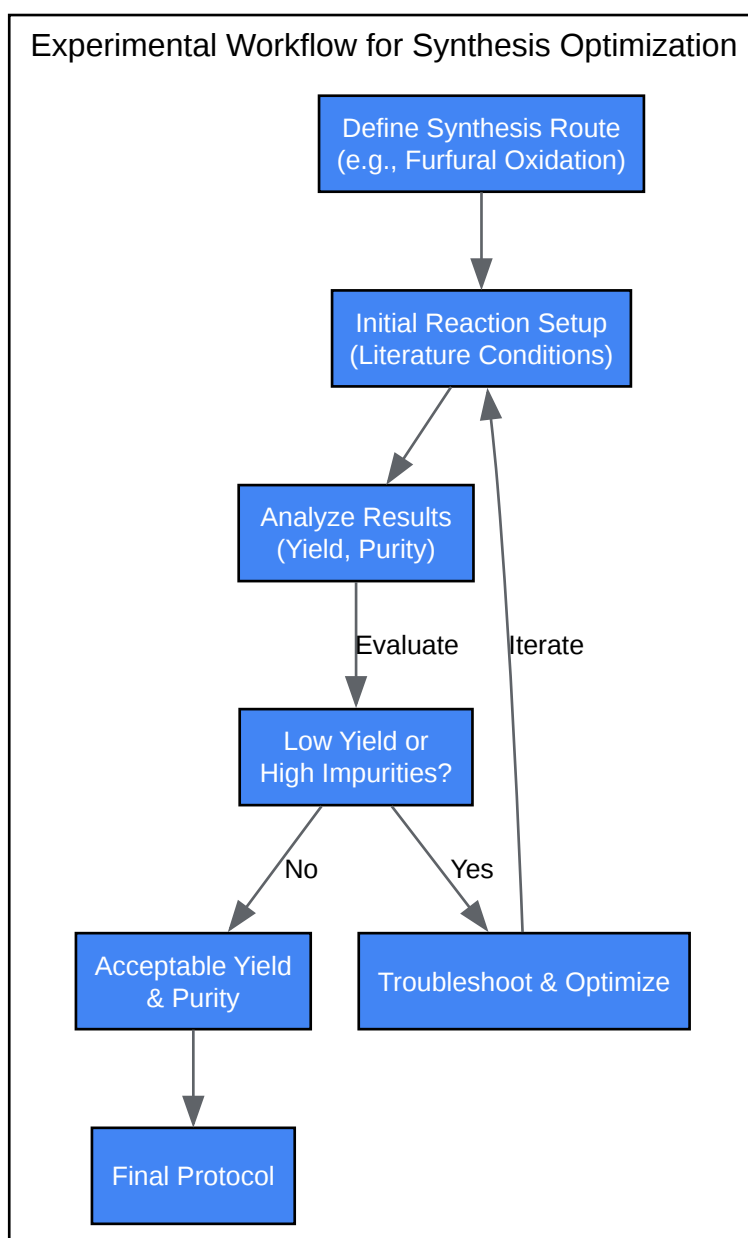 Experimental Workflow for Synthesis Optimization
Define Synthesis Route
(e.g., Furfural Oxidation)
Initial Reaction Setup
(Literature Conditions)
Analyze Results
(Yield, Purity)
Evaluate
Iterate
Low Yield or
High Impurities?
No
Yes
Acceptable Yield
& Purity
Troubleshoot & Optimize
Final Protocol